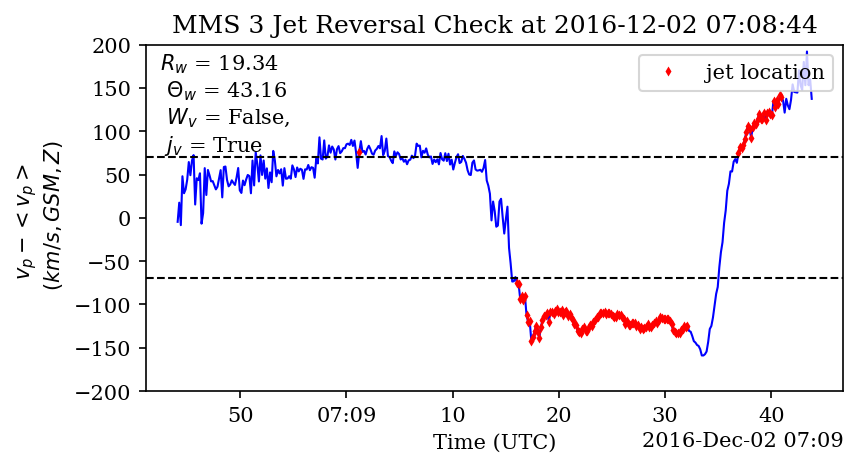 MMS 3 Jet Reversal Check at 2016-12-02 07:08:44
R_w = 19.34
Θ_w = 43.16
W_v = False,
j_v = True
jet location
v_p − < v_p >
(km/s, GSM, Z)
200
150
100
50
0
−50
−100
−150
−200
50
07:09
10
20
30
40
Time (UTC)
2016-Dec-02 07:09